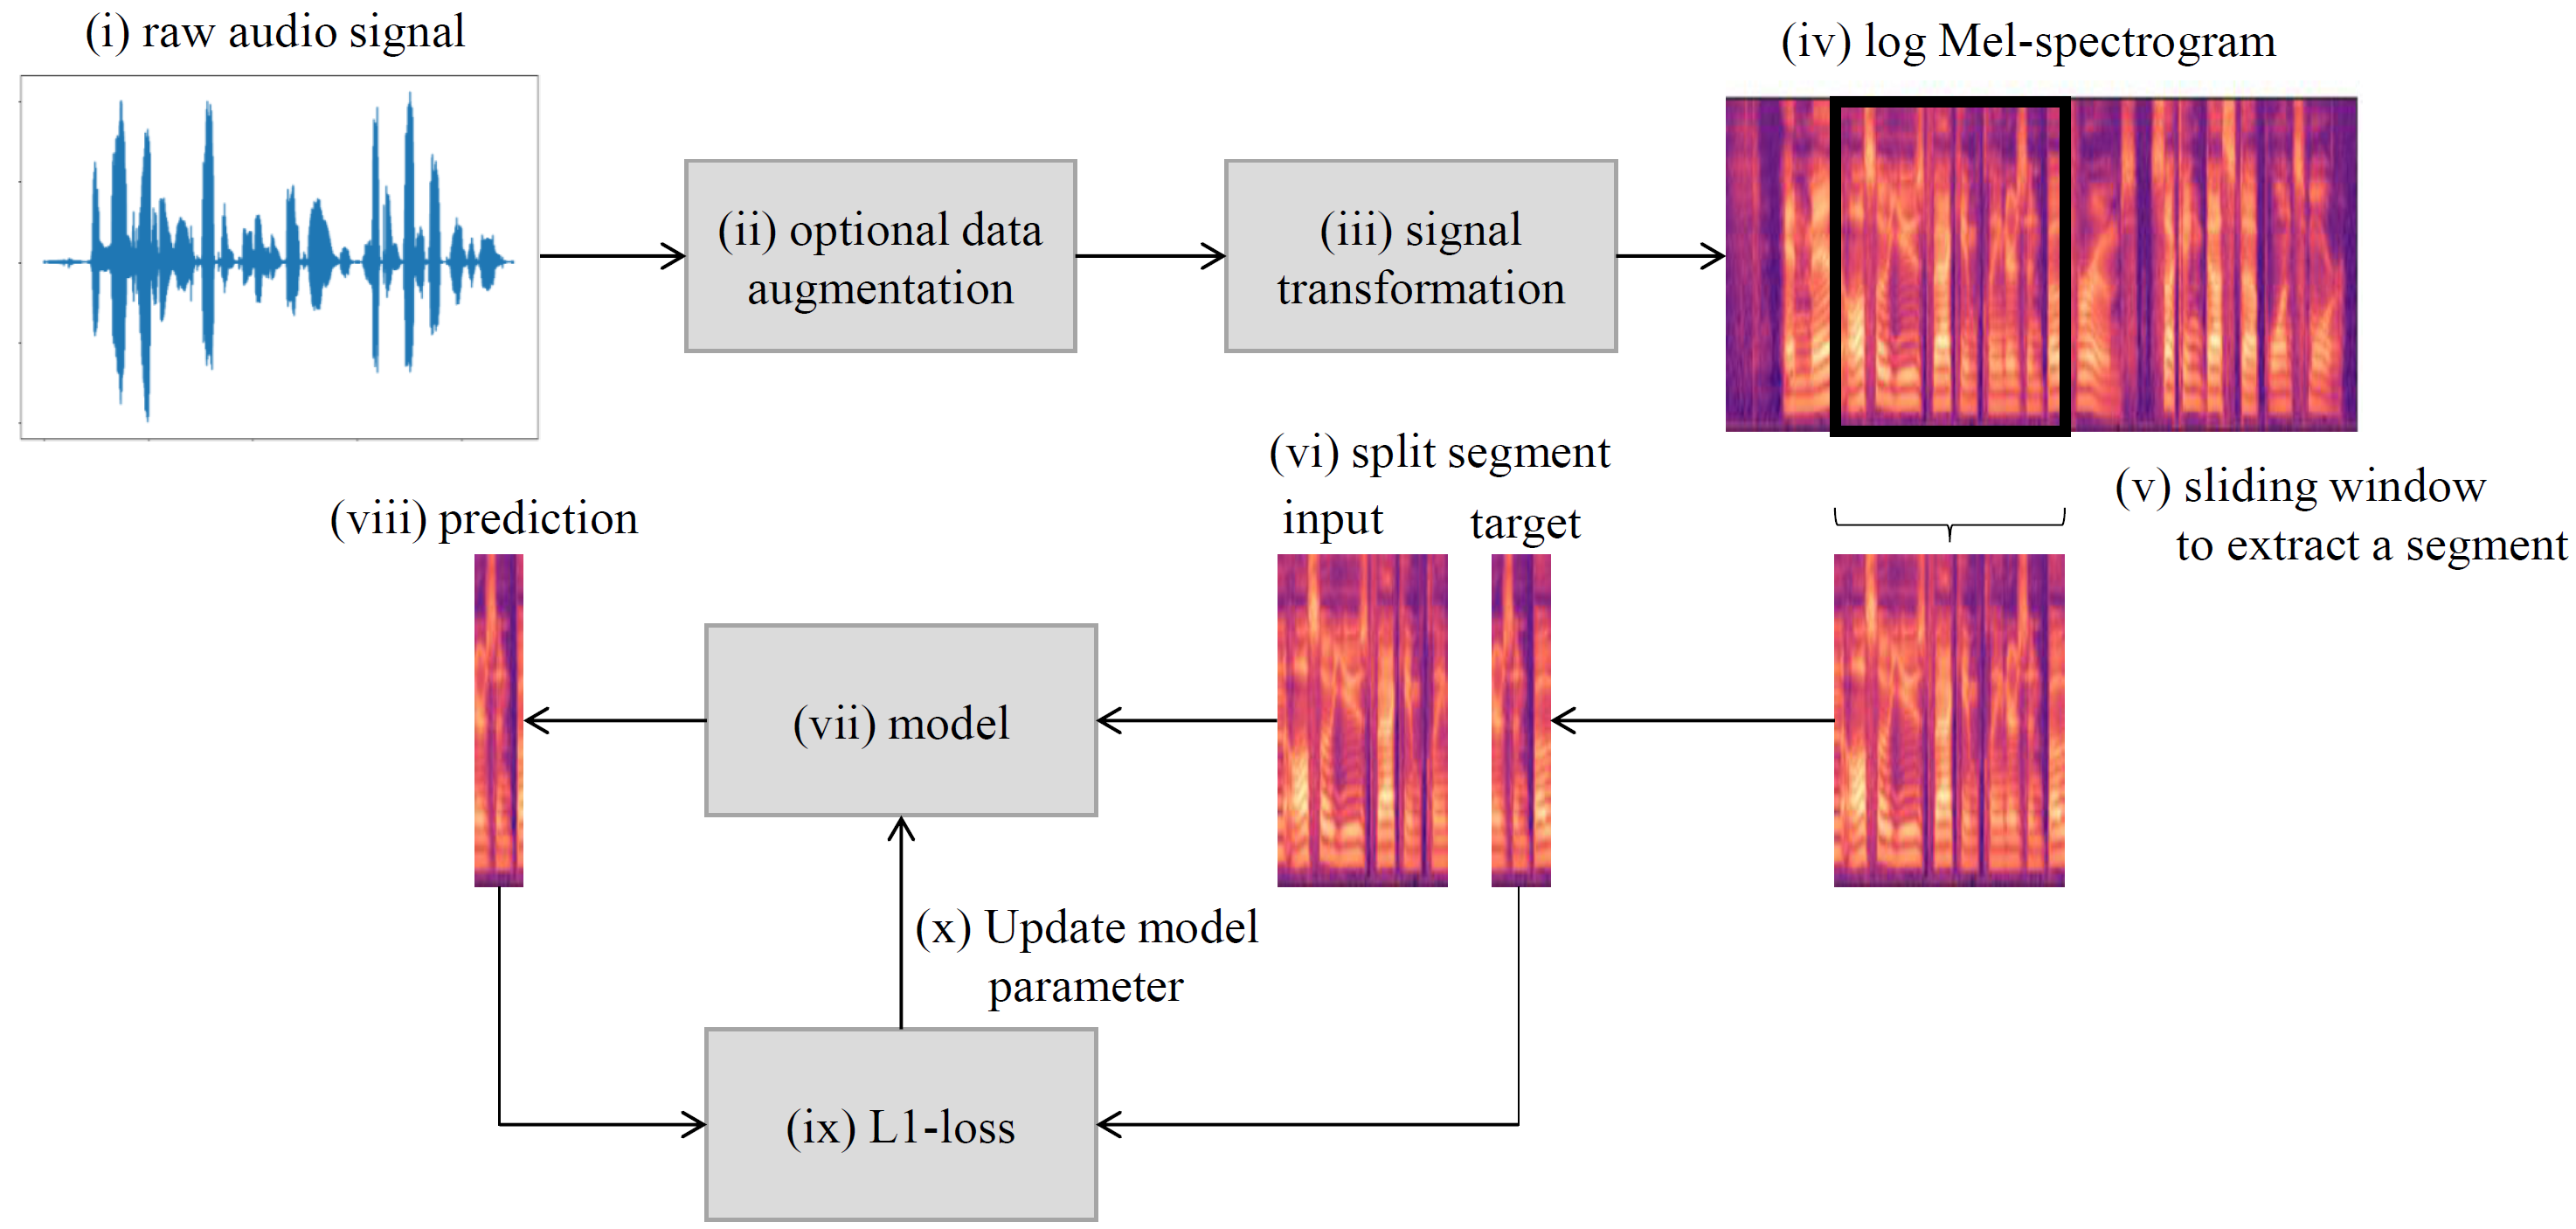 (i) raw audio signal
(ii) optional data
augmentation
(iii) signal
transformation
(iv) log Mel-spectrogram
(v) sliding window
to extract a segment
(vi) split segment
input
target
(vii) model
(viii) prediction
(ix) L1-loss
(x) Update model
parameter